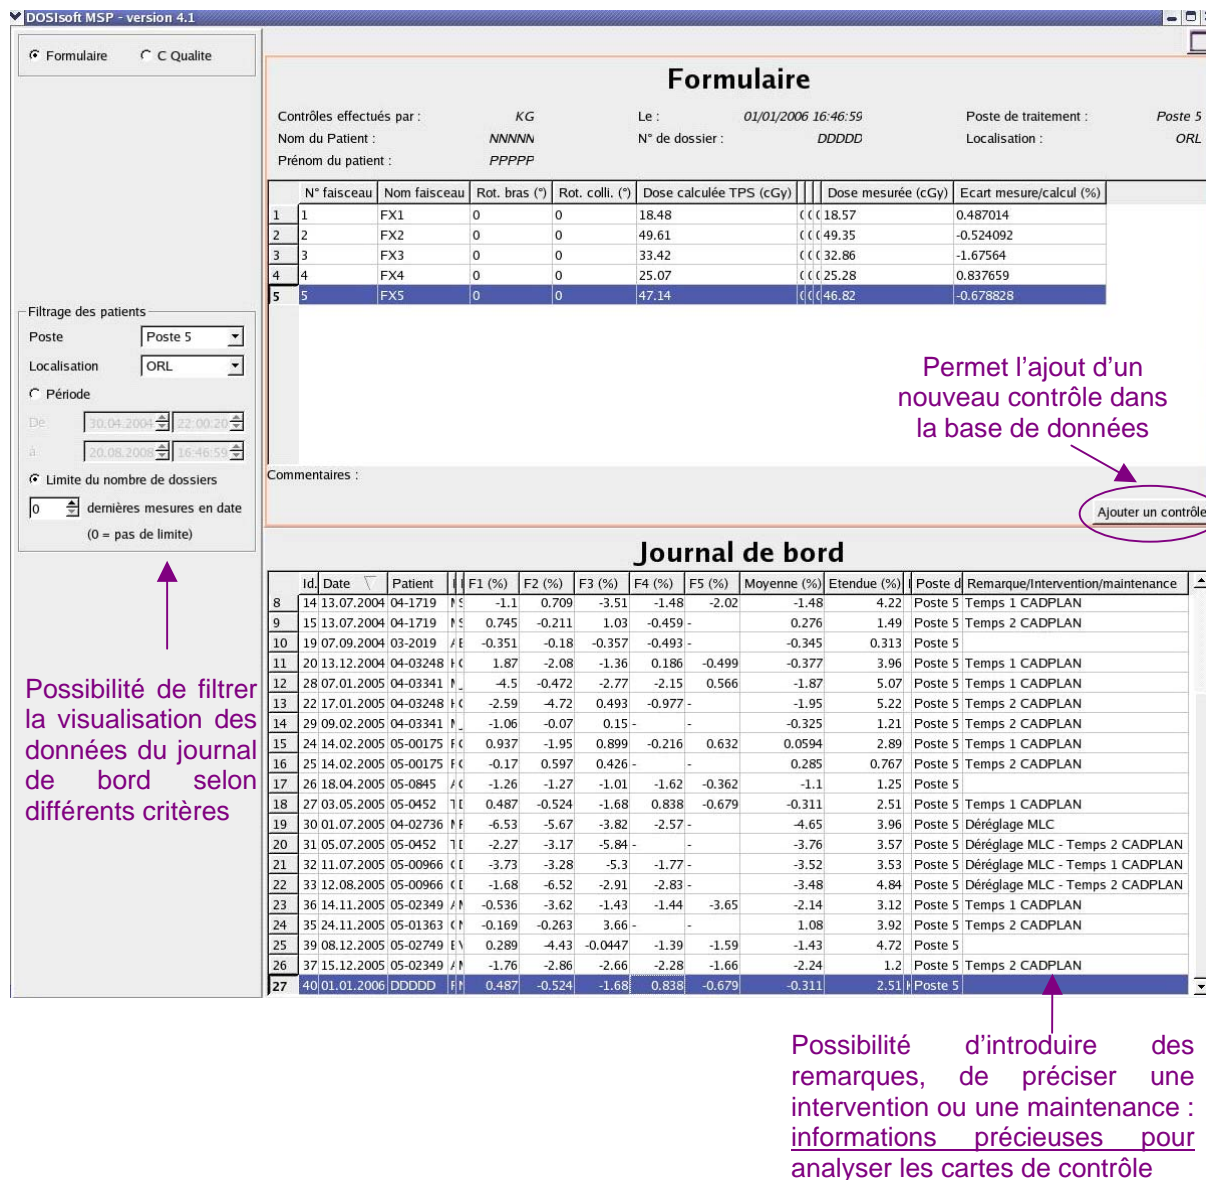 DOSIsoft MSP - version 4.1
Formulaire C Qualite
Formulaire
Contrôles effectués par : KG Le : 01/01/2006 16:46:59 Poste de traitement : Poste 5
Nom du Patient : NNNNN N° de dossier : DDDDD Localisation : ORL
Prénom du patient : PPPPP
N° faisceau Nom faisceau Rot. bras (°) Rot. colli. (°) Dose calculée TPS (cGy) Dose mesurée (cGy) Ecart mesure/calcul (%)
1 1 FX1 0 0 18.48 18.57 0.487014
2 2 FX2 0 0 49.61 49.35 -0.524092
3 3 FX3 0 0 33.42 32.86 -1.67564
4 4 FX4 0 0 25.07 25.28 0.837659
5 5 FX5 0 0 47.14 46.82 -0.678828
Filtrage des patients
Poste Poste 5
Localisation ORL
Période
De 30.04.2004 22:00:20
à 20.08.2008 16:46:59
Limite du nombre de dossiers
0 dernières mesures en date
(0 = pas de limite)
Permet l'ajout d'un
nouveau contrôle dans
la base de données
Commentaires :
Ajouter un contrôle
Possibilité de filtrer
la visualisation des
données du journal
de bord selon
différents critères
Journal de bord
Id. Date Patient F1 (%) F2 (%) F3 (%) F4 (%) F5 (%) Moyenne (%) Etendue (%) Poste d Remarque/Intervention/maintenance
8 14 13.07.2004 04-1719 -1.1 0.709 -3.51 -1.48 -2.02 -1.48 4.22 Poste 5 Temps 1 CADPLAN
9 15 13.07.2004 04-1719 0.745 -0.211 1.03 -0.459 - 0.276 1.49 Poste 5 Temps 2 CADPLAN
10 19 07.09.2004 03-2019 -0.351 -0.18 -0.357 -0.493 - -0.345 0.313 Poste 5
11 20 13.12.2004 04-03248 1.87 -2.08 -1.36 0.186 -0.499 -0.377 3.96 Poste 5 Temps 1 CADPLAN
12 28 07.01.2005 04-03341 -4.5 -0.472 -2.77 -2.15 0.566 -1.87 5.07 Poste 5 Temps 1 CADPLAN
13 22 17.01.2005 04-03248 -2.59 -4.72 0.493 -0.977 - -1.95 5.22 Poste 5 Temps 2 CADPLAN
14 29 09.02.2005 04-03341 -1.06 -0.07 0.15 - - -0.325 1.21 Poste 5 Temps 2 CADPLAN
15 24 14.02.2005 05-00175 0.937 -1.95 0.899 -0.216 0.632 0.0594 2.89 Poste 5 Temps 1 CADPLAN
16 25 14.02.2005 05-00175 -0.17 0.597 0.426 - - 0.285 0.767 Poste 5 Temps 2 CADPLAN
17 26 18.04.2005 05-0845 -1.26 -1.27 -1.01 -1.62 -0.362 -1.1 1.25 Poste 5
18 27 03.05.2005 05-0452 0.487 -0.524 -1.68 0.838 -0.679 -0.311 2.51 Poste 5 Temps 1 CADPLAN
19 30 01.07.2005 04-02736 -6.53 -5.67 -3.82 -2.57 - -4.65 3.96 Poste 5 Déréglage MLC
20 31 05.07.2005 05-0452 -2.27 -3.17 -5.84 - - -3.76 3.57 Poste 5 Déréglage MLC - Temps 2 CADPLAN
21 32 11.07.2005 05-00966 -3.73 -3.28 -5.3 -1.77 - -3.52 3.53 Poste 5 Déréglage MLC - Temps 1 CADPLAN
22 33 12.08.2005 05-00966 -1.68 -6.52 -2.91 -2.83 - -3.48 4.84 Poste 5 Déréglage MLC - Temps 2 CADPLAN
23 36 14.11.2005 05-02349 -0.536 -3.62 -1.43 -1.44 -3.65 -2.14 3.12 Poste 5 Temps 1 CADPLAN
24 35 24.11.2005 05-01363 -0.169 -0.263 3.66 - - 1.08 3.92 Poste 5 Temps 2 CADPLAN
25 39 08.12.2005 05-02749 0.289 -4.43 -0.0447 -1.39 -1.59 -1.43 4.72 Poste 5
26 37 15.12.2005 05-02349 -1.76 -2.86 -2.66 -2.28 -1.66 -2.24 1.2 Poste 5 Temps 2 CADPLAN
27 40 01.01.2006 DDDDD 0.487 -0.524 -1.68 0.838 -0.679 -0.311 2.51 Poste 5
Possibilité d'introduire des
remarques, de préciser une
intervention ou une maintenance :
informations précieuses pour
analyser les cartes de contrôle